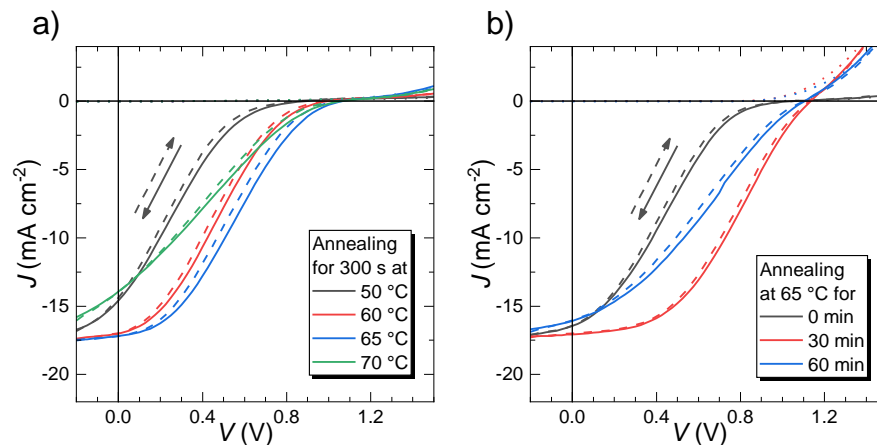 a)
0
-5
-10
-15
-20
0.0 0.4 0.8 1.2
J (mA cm-2)
V (V)
Annealing
for 300 s at
50 °C
60 °C
65 °C
70 °C
b)
0
-5
-10
-15
-20
0.0 0.4 0.8 1.2
J (mA cm-2)
V (V)
Annealing
at 65 °C for
0 min
30 min
60 min